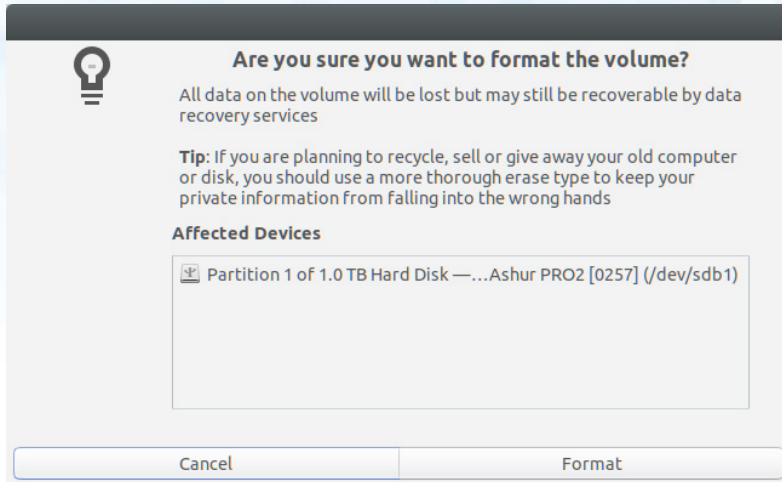 Are you sure you want to format the volume?
All data on the volume will be lost but may still be recoverable by data
recovery services
Tip: If you are planning to recycle, sell or give away your old computer
or disk, you should use a more thorough erase type to keep your
private information from falling into the wrong hands
Affected Devices
Partition 1 of 1.0 TB Hard Disk —…Ashur PRO2 [0257] (/dev/sdb1)
Cancel
Format